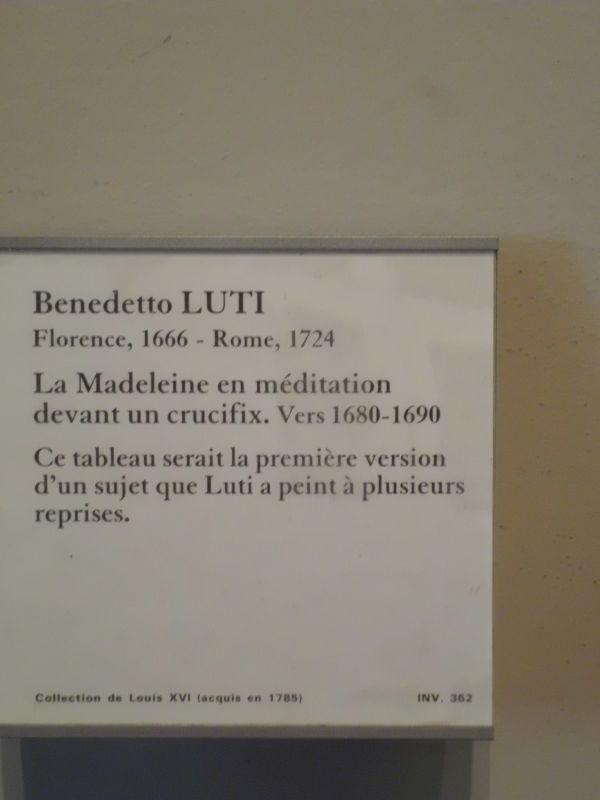 Benedetto LUTI
Florence, 1666 - Rome, 1724
La Madeleine en méditation
devant un crucifix. Vers 1680-1690
Ce tableau serait la première version
d'un sujet que Luti a peint à plusieurs
reprises.
Collection de Louis XVI (acquis en 1785) INV. 362